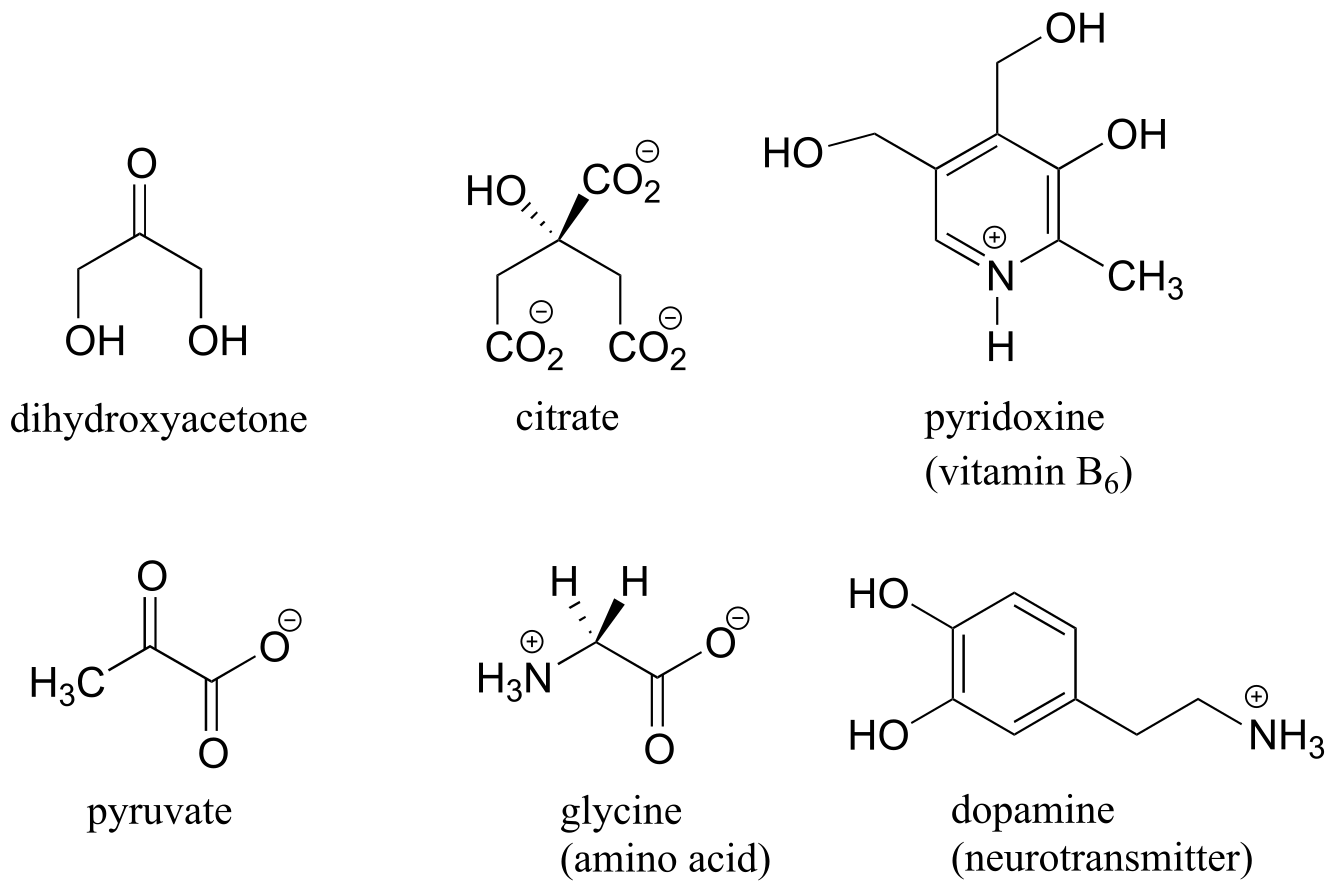 OH
HO
OH
HO
CO2
⊖
⊕
N
H
CH3
O
OH
OH
CO2
⊖
CO2
⊖
dihydroxyacetone
citrate
pyridoxine
(vitamin B6)
O
H3C
O
⊖
O
H
H
⊕
H3N
O
⊖
O
HO
HO
⊕
NH3
pyruvate
glycine
(amino acid)
dopamine
(neurotransmitter)